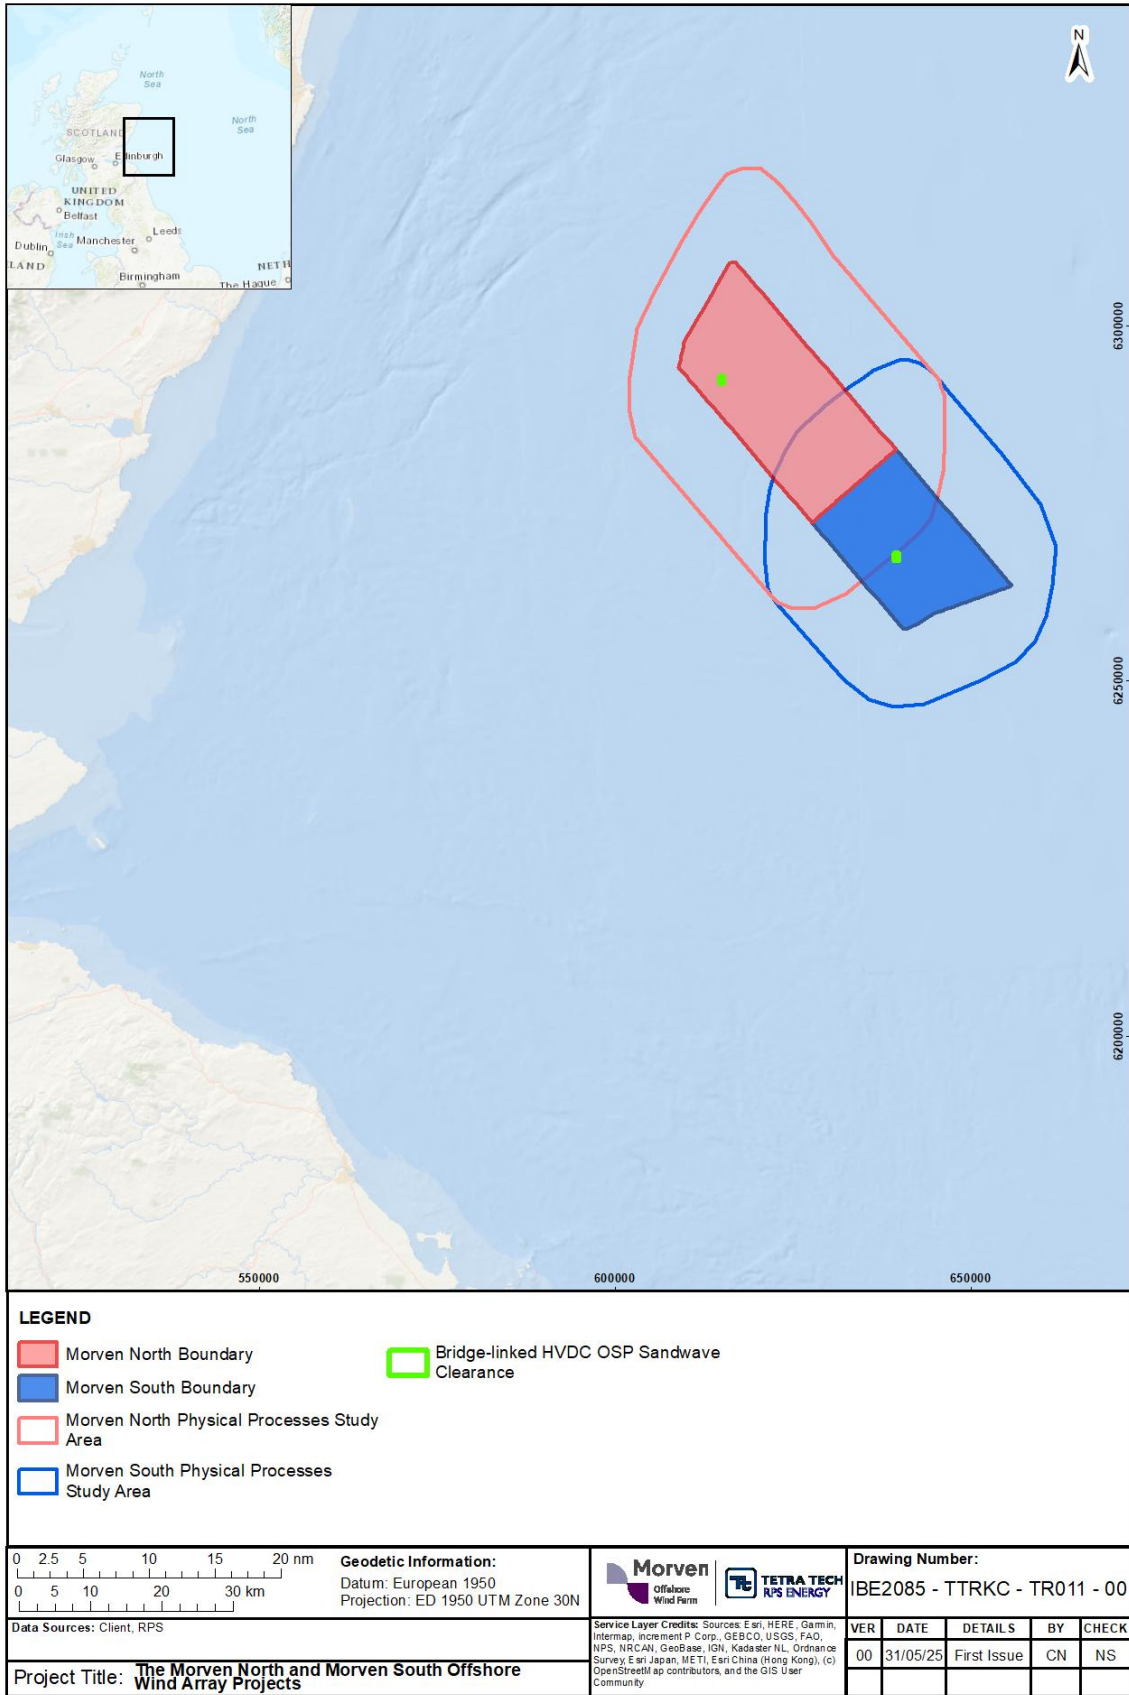 North
Sea
North
Sea
SCOTLAND
Glasgow
Edinburgh
UNITED
KINGDOM
Belfast
Irish
Sea
Leeds
Dublin
Manchester
LAND
NETH
Birmingham
The Hague
N
6300000
6250000
6200000
550000
600000
650000
LEGEND
Morven North Boundary
Morven South Boundary
Morven North Physical Processes Study
Area
Morven South Physical Processes
Study Area
Bridge-linked HVDC OSP Sandwave
Clearance
0 2.5 5 10 15 20 nm
0 5 10 20 30 km
Geodetic Information:
Datum: European 1950
Projection: ED 1950 UTM Zone 30N
Data Sources: Client, RPS
Project Title: The Morven North and Morven South Offshore
Wind Array Projects
Morven
Offshore
Wind Farm
TETRA TECH
RPS ENERGY
Service Layer Credits: Sources: Esri, HERE, Garmin,
Intermap, increment P Corp., GEBCO, USGS, FAO,
NPS, NRCAN, GeoBase, IGN, Kadaster NL, Ordnance
Survey, Esri Japan, METI, Esri China (Hong Kong), (c)
OpenStreetMap contributors, and the GIS User
Community
Drawing Number:
IBE2085 - TTRKC - TR011 - 00
VER DATE DETAILS BY CHECK
00 31/05/25 First Issue CN NS